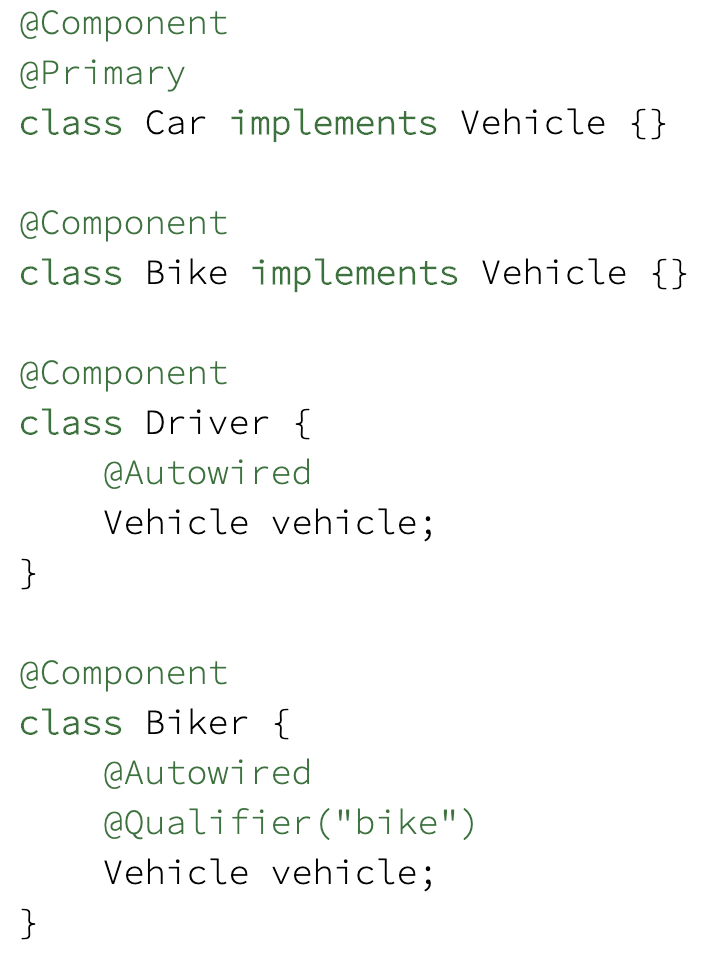 @Component
@Primary
class Car implements Vehicle {}

@Component
class Bike implements Vehicle {}

@Component
class Driver {
    @Autowired
    Vehicle vehicle;
}

@Component
class Biker {
    @Autowired
    @Qualifier("bike")
    Vehicle vehicle;
}